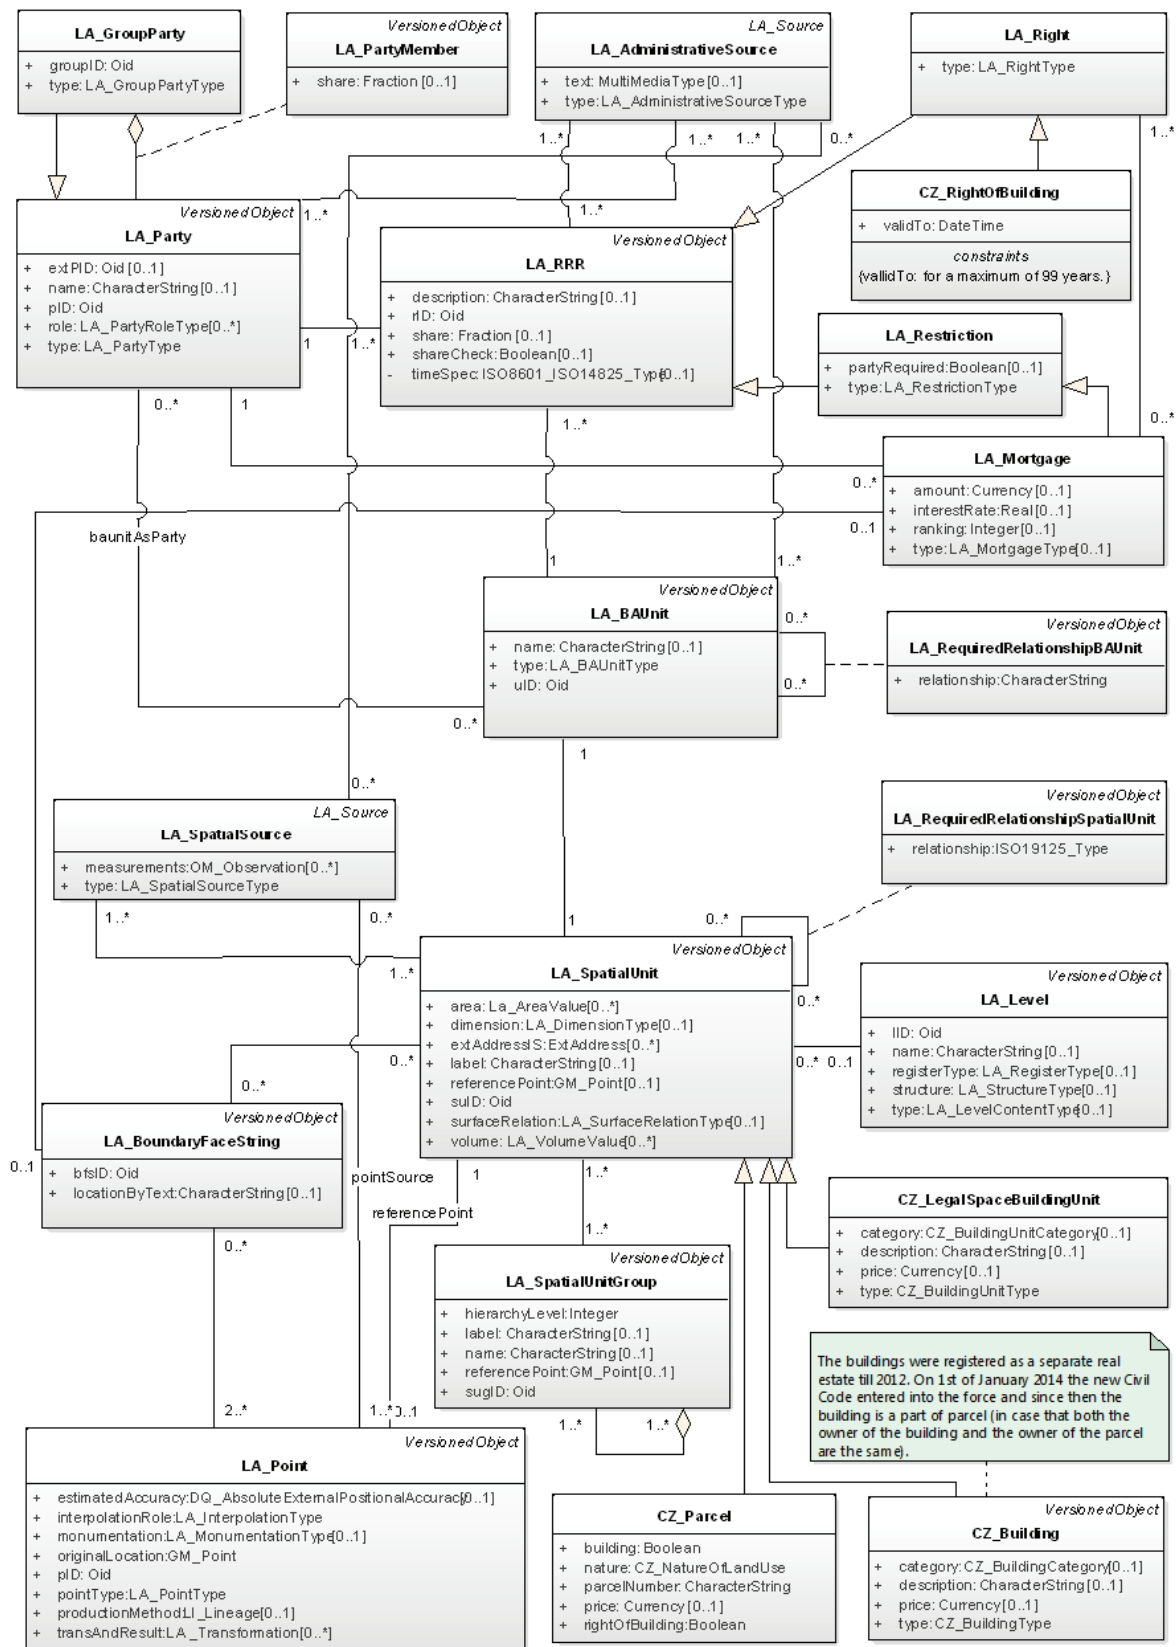 LA_GroupParty
+ groupID: Oid
+ type: LA_GroupPartyType
VersionedObject
LA_PartyMember
+ share: Fraction [0..1]
LA_Source
LA_AdministrativeSource
+ text: MultiMediaType [0..1]
+ type: LA_AdministrativeSourceType
LA_Right
+ type: LA_RightType
1..*
1..*
1..*
0..*
1..*
CZ_RightOfBuilding
+ validTo: DateTime
constraints
{vallidTo: for a maximum of 99 years.}
VersionedObject
LA_Party
+ extPID: Oid [0..1]
+ name: CharacterString [0..1]
+ pID: Oid
+ role: LA_PartyRoleType [0..*]
+ type: LA_PartyType
1..*
1..*
VersionedObject
LA_RRR
+ description: CharacterString [0..1]
+ rID: Oid
+ share: Fraction [0..1]
+ shareCheck: Boolean [0..1]
- timeSpec: ISO8601_ISO14825_Type [0..1]
1
1..*
LA_Restriction
+ partyRequired: Boolean [0..1]
+ type: LA_RestrictionType
0..*
1
1..*
0..*
LA_Mortgage
+ amount: Currency [0..1]
+ interestRate: Real [0..1]
+ ranking: Integer [0..1]
+ type: LA_MortgageType [0..1]
0..*
0..1
baunitAsParty
1
1..*
VersionedObject
LA_BAUnit
+ name: CharacterString [0..1]
+ type: LA_BAUnitType
+ uID: Oid
0..*
0..*
0..*
1
VersionedObject
LA_RequiredRelationshipBAUnit
+ relationship: CharacterString
0..*
LA_Source
LA_SpatialSource
+ measurements: OM_Observation [0..*]
+ type: LA_SpatialSourceType
VersionedObject
LA_RequiredRelationshipSpatialUnit
+ relationship: ISO19125_Type
1..*
0..*
1
0..*
1..*
0..*
VersionedObject
LA_SpatialUnit
+ area: La_AreaValue [0..*]
+ dimension: LA_DimensionType [0..1]
+ extAddressIS: ExtAddress [0..*]
+ label: CharacterString [0..1]
+ referencePoint: GM_Point [0..1]
+ suID: Oid
+ surfaceRelation: LA_SurfaceRelationType [0..1]
+ volume: LA_VolumeValue [0..*]
VersionedObject
LA_Level
+ lID: Oid
+ name: CharacterString [0..1]
+ registerType: LA_RegisterType [0..1]
+ structure: LA_StructureType [0..1]
+ type: LA_LevelContentType [0..1]
0..*
0..1
0..*
0..*
VersionedObject
LA_BoundaryFaceString
+ bfsID: Oid
+ locationByText: CharacterString [0..1]
0..1
pointSource
1
1..*
referencePoint
0..*
1..*
CZ_LegalSpaceBuildingUnit
+ category: CZ_BuildingUnitCategory [0..1]
+ description: CharacterString [0..1]
+ price: Currency [0..1]
+ type: CZ_BuildingUnitType
VersionedObject
LA_SpatialUnitGroup
+ hierarchyLevel: Integer
+ label: CharacterString [0..1]
+ name: CharacterString [0..1]
+ referencePoint: GM_Point [0..1]
+ sugID: Oid
The buildings were registered as a separate real
estate till 2012. On 1st of January 2014 the new Civil
Code entered into the force and since then the
building is a part of parcel (in case that both the
owner of the building and the owner of the parcel
are the same).
2..*
1..*
0..1
1..*
1..*
VersionedObject
LA_Point
+ estimatedAccuracy: DQ_AbsoluteExternalPositionalAccuracy [0..1]
+ interpolationRole: LA_InterpolationType
+ monumentation: LA_MonumentationType [0..1]
+ originalLocation: GM_Point
+ pID: Oid
+ pointType: LA_PointType
+ productionMethod: LI_Lineage [0..1]
+ transAndResult: LA_Transformation [0..*]
CZ_Parcel
+ building: Boolean
+ nature: CZ_NatureOfLandUse
+ parcelNumber: CharacterString
+ price: Currency [0..1]
+ rightOfBuilding: Boolean
VersionedObject
CZ_Building
+ category: CZ_BuildingCategory [0..1]
+ description: CharacterString [0..1]
+ price: Currency [0..1]
+ type: CZ_BuildingType